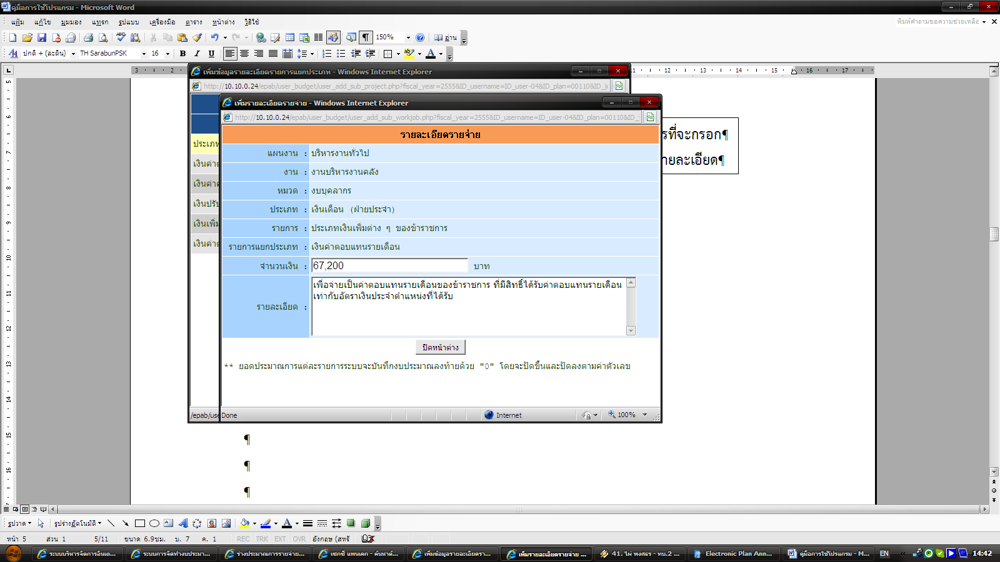 คู่มือการใช้โปรแกรม - Microsoft Word
แฟ้ม แก้ไข มุมมอง แทรก รูปแบบ เครื่องมือ ตาราง หน้าต่าง วิธีใช้ พิมพ์คำถามขอความช่วยเหลือ
150% อ่าน
ปกติ + (ละติน) TH SarabunPSK 16 B I U
3 2 11 12 13 14 15 16 17
เพิ่มข้อมูลรายละเอียดรายการแยกประเภท - Windows Internet Explorer
http://10.10.0.24/epab/user_budget/user_add_sub_project.php?fiscal_year=2555&ID_username=ID_user-04&ID_plan=00110&ID_j
เพิ่มรายละเอียดรายจ่าย - Windows Internet Explorer
http://10.10.0.24/epab/user_budget/user_add_sub_workjob.php?fiscal_year=2555&ID_username=ID_user-04&ID_plan=00110&ID_
รายละเอียดรายจ่าย
รที่จะกรอก¶
ายละเอียด¶
แผนงาน : บริหารงานทั่วไป
งาน : งานบริหารงานคลัง
หมวด : งบบุคลากร
ประเภท : เงินเดือน (ฝ่ายประจำ)
รายการ : ประเภทเงินเพิ่มต่าง ๆ ของข้าราชการ
รายการแยกประเภท : เงินค่าตอบแทนรายเดือน
จำนวนเงิน : 67,200 บาท
รายละเอียด : เพื่อจ่ายเป็นค่าตอบแทนรายเดือนของข้าราชการ ที่มีสิทธิ์ได้รับค่าตอบแทนรายเดือน
เท่ากับอัตราเงินประจำตำแหน่งที่ได้รับ
ปิดหน้าต่าง
** ยอดประมาณการแต่ละรายการระบบจะบันทึกงบประมาณลงท้ายด้วย "0" โดยจะปัดขึ้นและปัดลงตามค่าตัวเลข
ประเภท
เงินค่าต
เงินค่าต
เงินปรับ
เงินเพิ่ม
เงินค่าต
/epab/use Done Internet 100%
¶
¶
¶
รูปวาด รูปร่างอัตโนมัติ
หน้า 5 ส่วน 1 5/11 ขนาด 6.9ซม. บ. 7 ค. 1 REC TRK EXT OVR อังกฤษ (สหรั
ระบบบริหารจัดการอินเต... ระบบการจัดทำงบประมา... ร่างประมาณการรายจ่าย... เซกซี่ แพนเคก - ค้นหาด้... เพิ่มข้อมูลรายละเอียดรา... เพิ่มรายละเอียดรายจ่าย ... 41. ไผ่ พงศธร - ทบ.2 ... Electronic Plan Ann... คู่มือการใช้โปรแกรม - M... EN 14:42